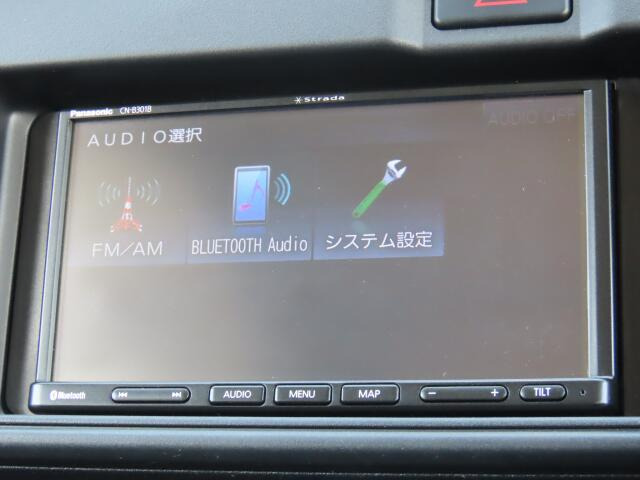 Panasonic CN-B301B
Strada
AUDIO OFF
AUDIO選択
FM/AM
BLUETOOTH Audio
システム設定
Bluetooth
AUDIO
MENU
MAP
− +
TILT